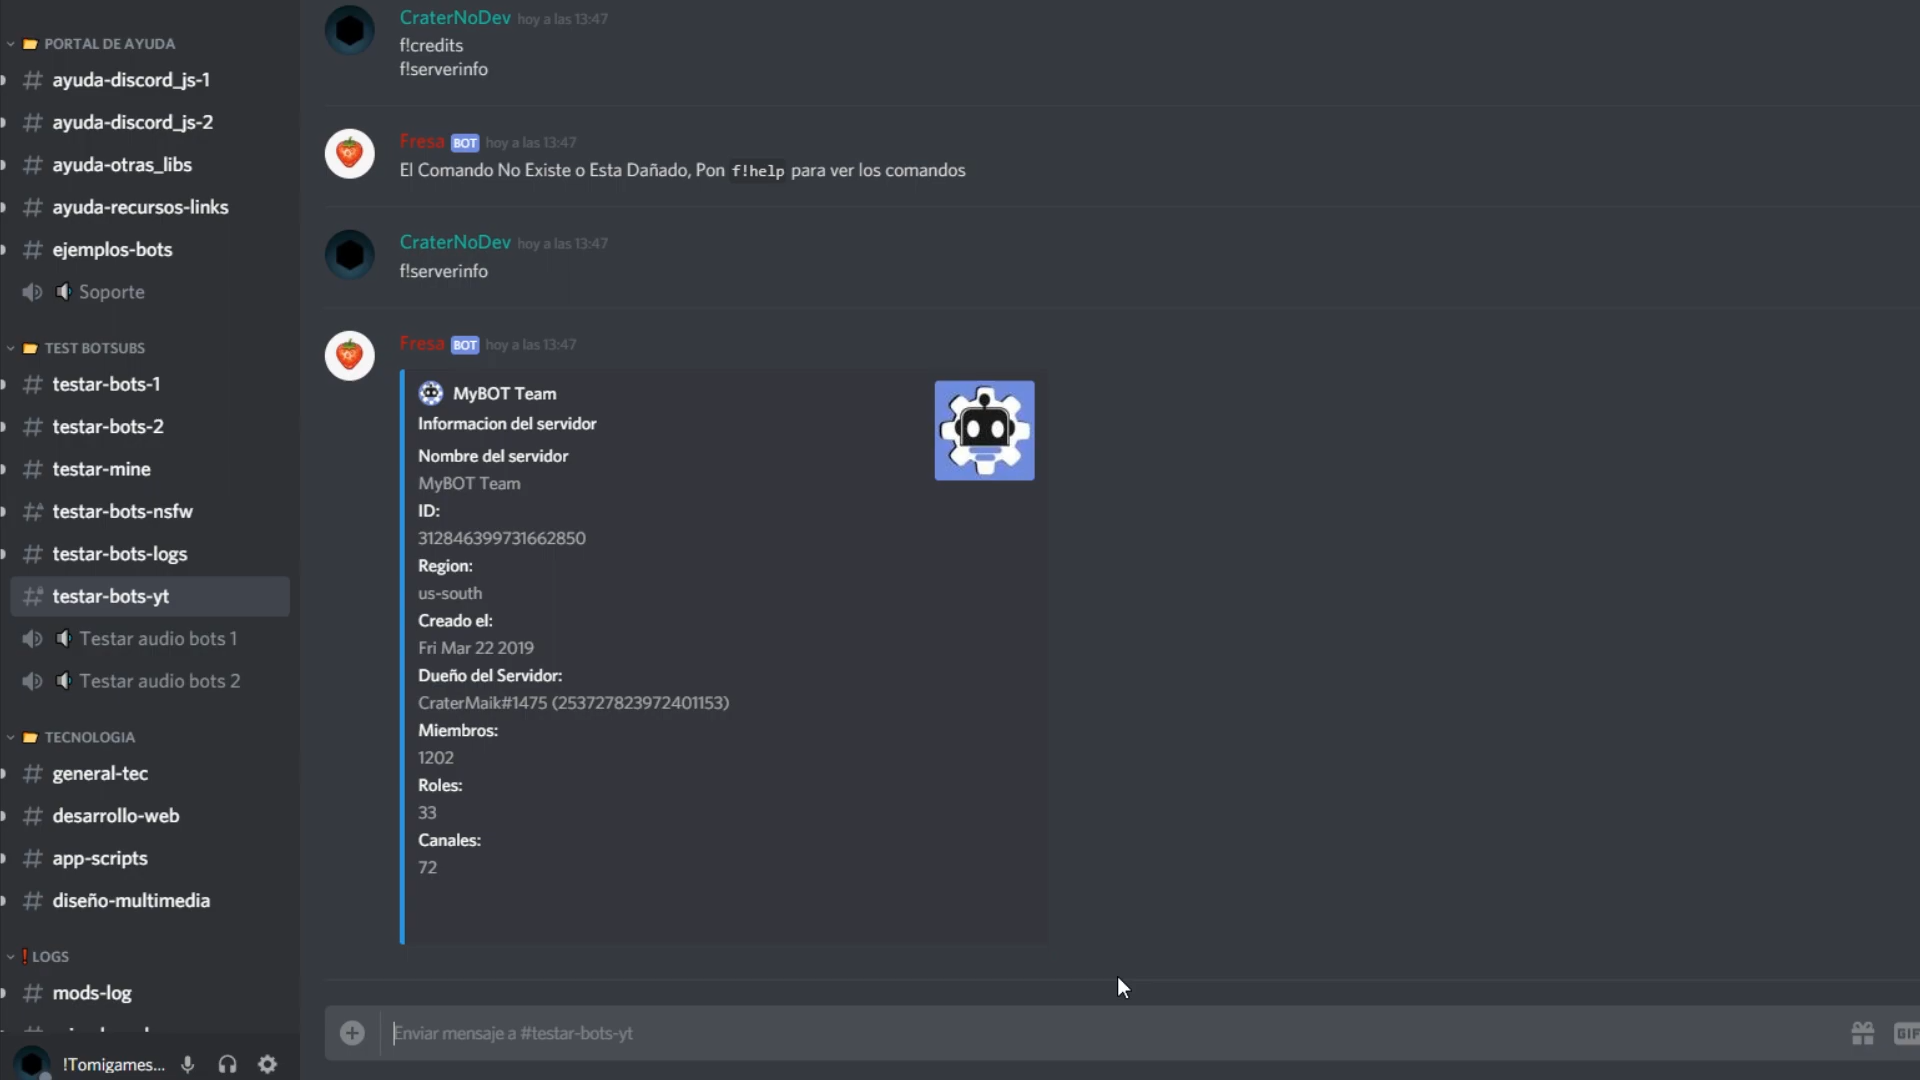 PORTAL DE AYUDA
ayuda-discord_js-1
ayuda-discord_js-2
ayuda-otras_libs
ayuda-recursos-links
ejemplos-bots
Soporte
TEST BOTSUBS
testar-bots-1
testar-bots-2
testar-mine
testar-bots-nsfw
testar-bots-logs
testar-bots-yt
Testar audio bots 1
Testar audio bots 2
TECNOLOGIA
general-tec
desarrollo-web
app-scripts
diseño-multimedia
LOGS
mods-log
!Tomigames...
CraterNoDev hoy a las 13:47
f!credits
f!serverinfo
Fresa BOT hoy a las 13:47
El Comando No Existe o Esta Dañado, Pon f!help para ver los comandos
CraterNoDev hoy a las 13:47
f!serverinfo
Fresa BOT hoy a las 13:47
MyBOT Team
Informacion del servidor
Nombre del servidor
MyBOT Team
ID:
312846399731662850
Region:
us-south
Creado el:
Fri Mar 22 2019
Dueño del Servidor:
CraterMaik#1475 (253727823972401153)
Miembros:
1202
Roles:
33
Canales:
72
Enviar mensaje a #testar-bots-yt
GIF